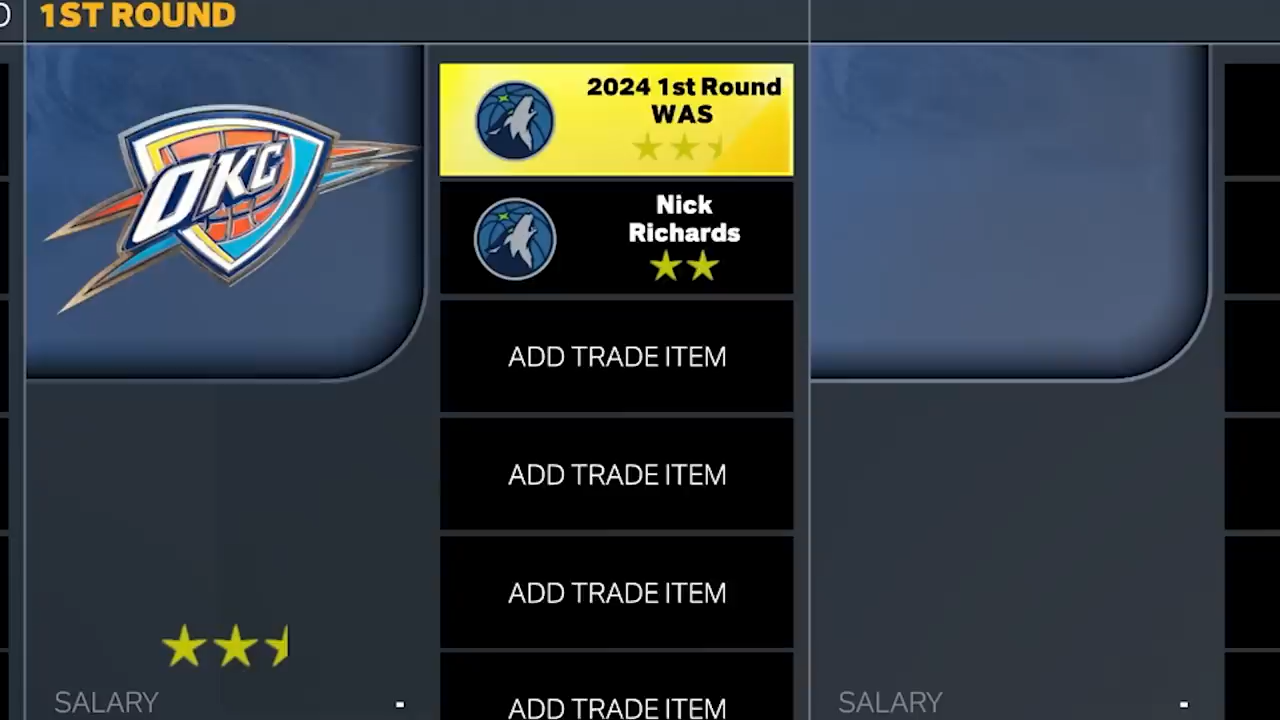 1ST ROUND
OKC
2024 1st Round
WAS
Nick
Richards
ADD TRADE ITEM
ADD TRADE ITEM
ADD TRADE ITEM
ADD TRADE ITEM
SALARY -
SALARY -